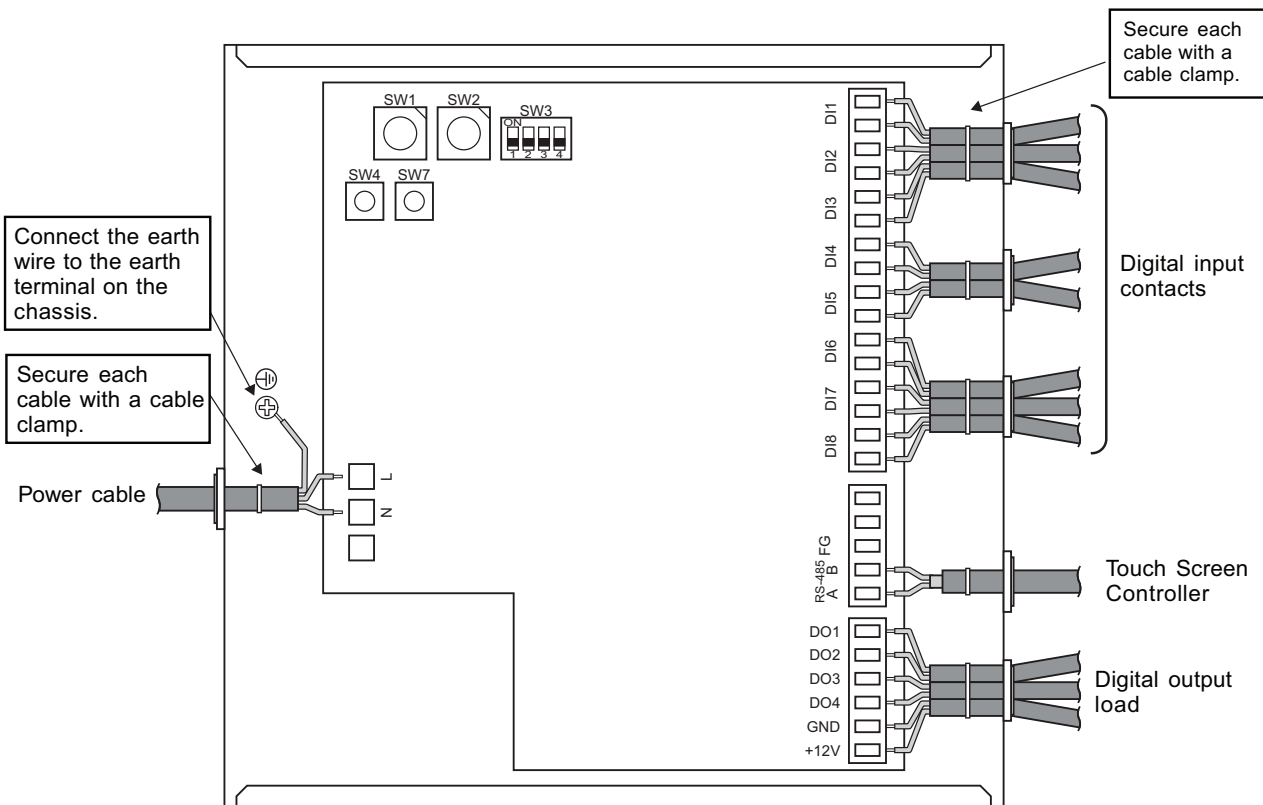 Secure each
cable with a
cable clamp.
SW1
SW2
SW3
ON
1 2 3 4
SW4
SW7
DI1
DI2
DI3
DI4
DI5
DI6
DI7
DI8
Digital input
contacts
Connect the earth
wire to the earth
terminal on the
chassis.
Secure each
cable with a cable
clamp.
Power cable
L
N
RS-485
FG
B
A
Touch Screen
Controller
DO1
DO2
DO3
DO4
GND
+12V
Digital output
load